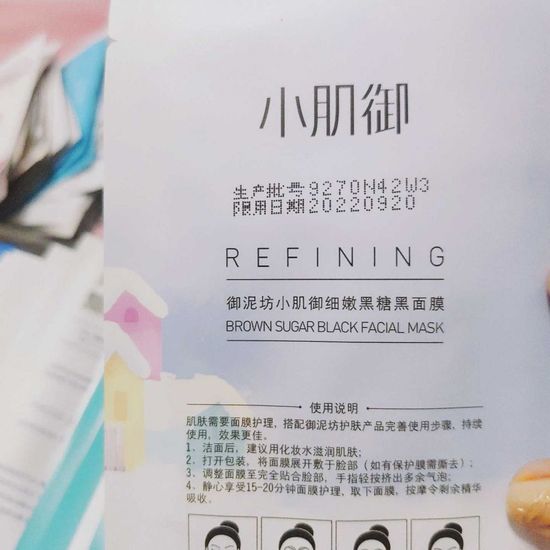 小肌御
生产批号9270N42W3
限用日期20220920
REFINING
御泥坊小肌御细嫩黑糖黑面膜
BROWN SUGAR BLACK FACIAL MASK
使用说明
肌肤需要面膜护理，搭配御泥坊护肤产品完善使用步骤，持续
使用，效果更佳。
1、洁面后，建议用化妆水滋润肌肤；
2、打开包装，将面膜展开敷于脸部（如有保护膜需撕去）；
3、调整面膜至完全贴合脸部，手指轻按挤出多余气泡；
4、静心享受15-20分钟面膜护理，取下面膜，按摩令剩余精华
吸收。